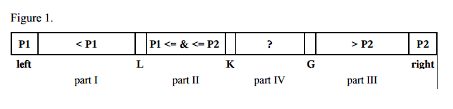 Figure 1.
P1 < P1 P1 <= & <= P2 ? > P2 P2
left L K G right
part I part II part IV part III